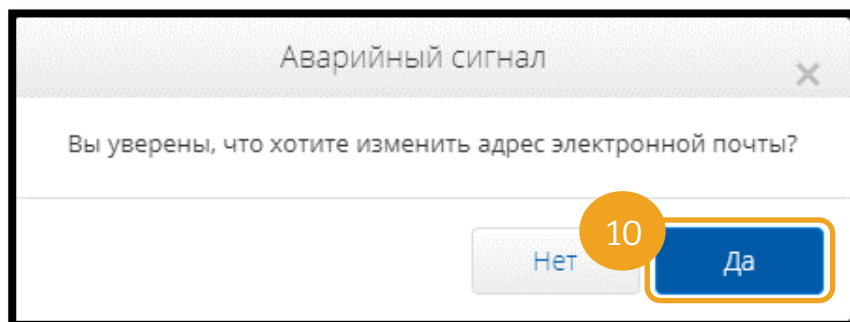 Аварийный сигнал
×
Вы уверены, что хотите изменить адрес электронной почты?
Нет 10 Да